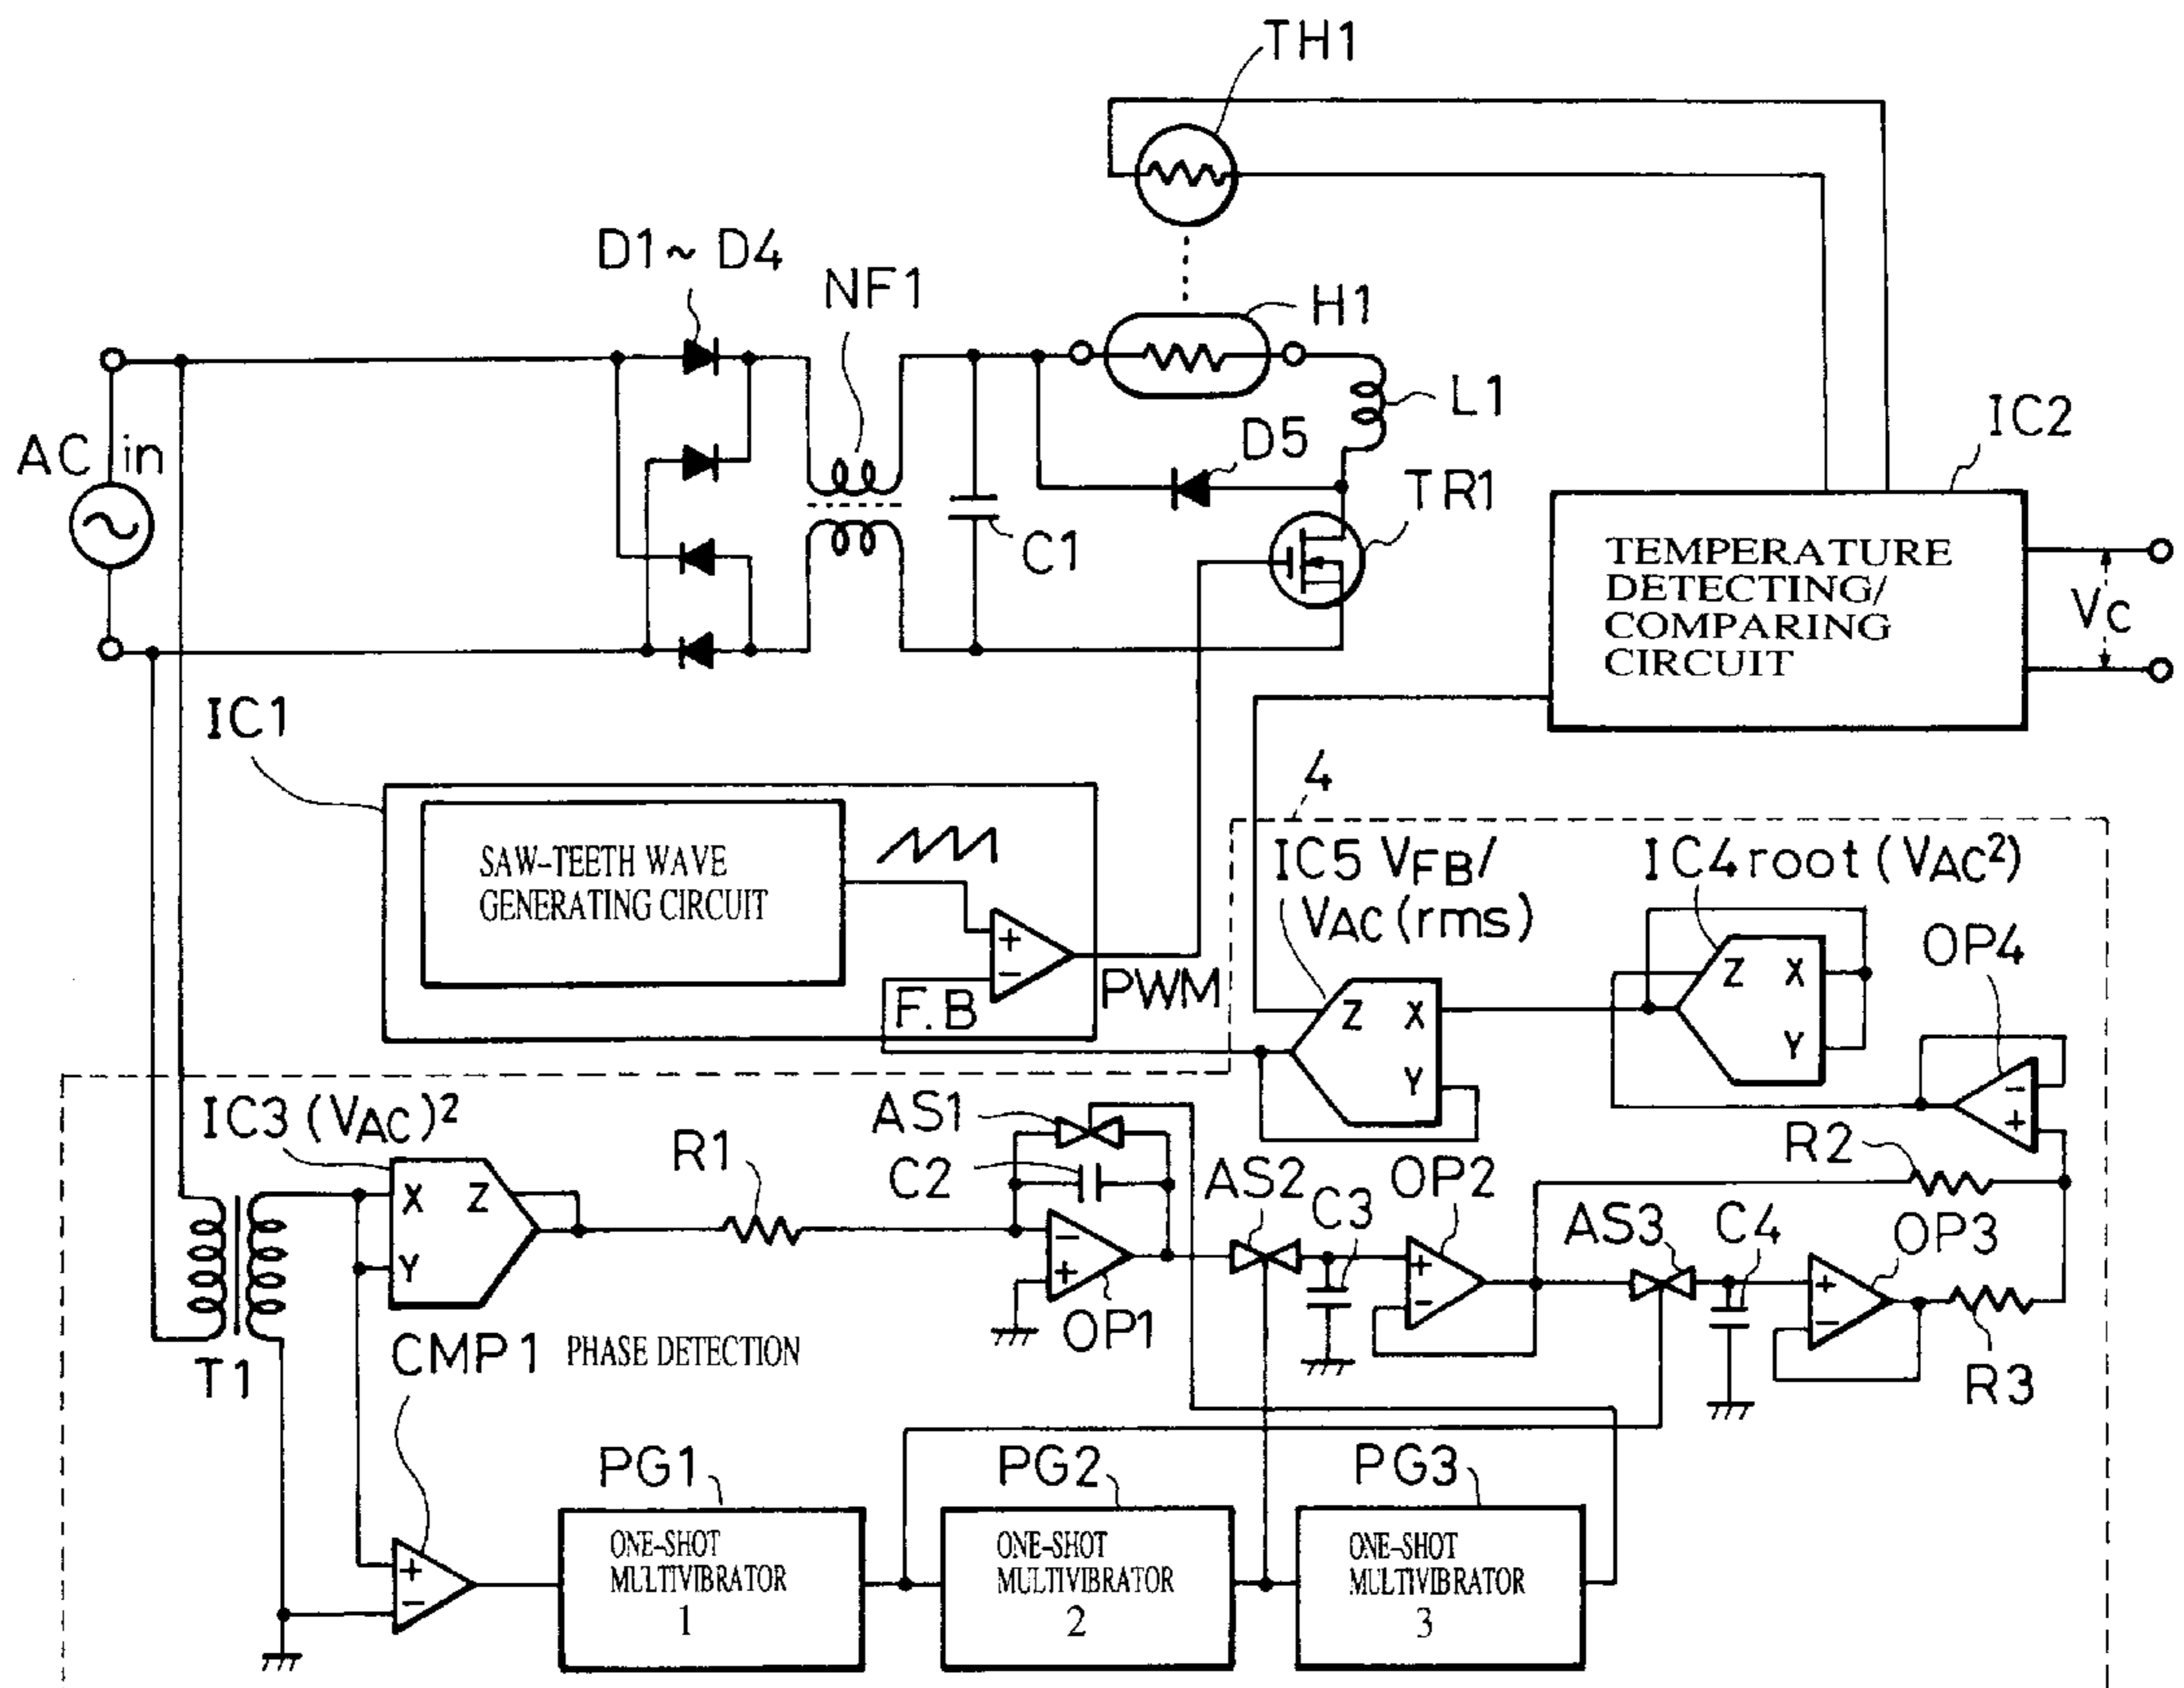 TH1
D1~D4
NF1
H1
L1
IC2
AC in
D5
TR1
C1
TEMPERATURE
DETECTING/
COMPARING
CIRCUIT
VC
IC1
4
SAW-TEETH WAVE
GENERATING CIRCUIT
+
-
F.B
PWM
IC5 VFB/
VAC (rms)
Z X
Y
IC4 root (VAC²)
Z X
Y
OP4
-
+
IC3 (VAC)²
X Z
Y
R1
AS1
C2
AS2
C3
OP2
R2
AS3
C4
OP3
R3
-
+
OP1
+
-
+
-
T1
CMP1 PHASE DETECTION
+
-
PG1
ONE-SHOT
MULTIVIBRATOR
1
PG2
ONE-SHOT
MULTIVIBRATOR
2
PG3
ONE-SHOT
MULTIVIBRATOR
3